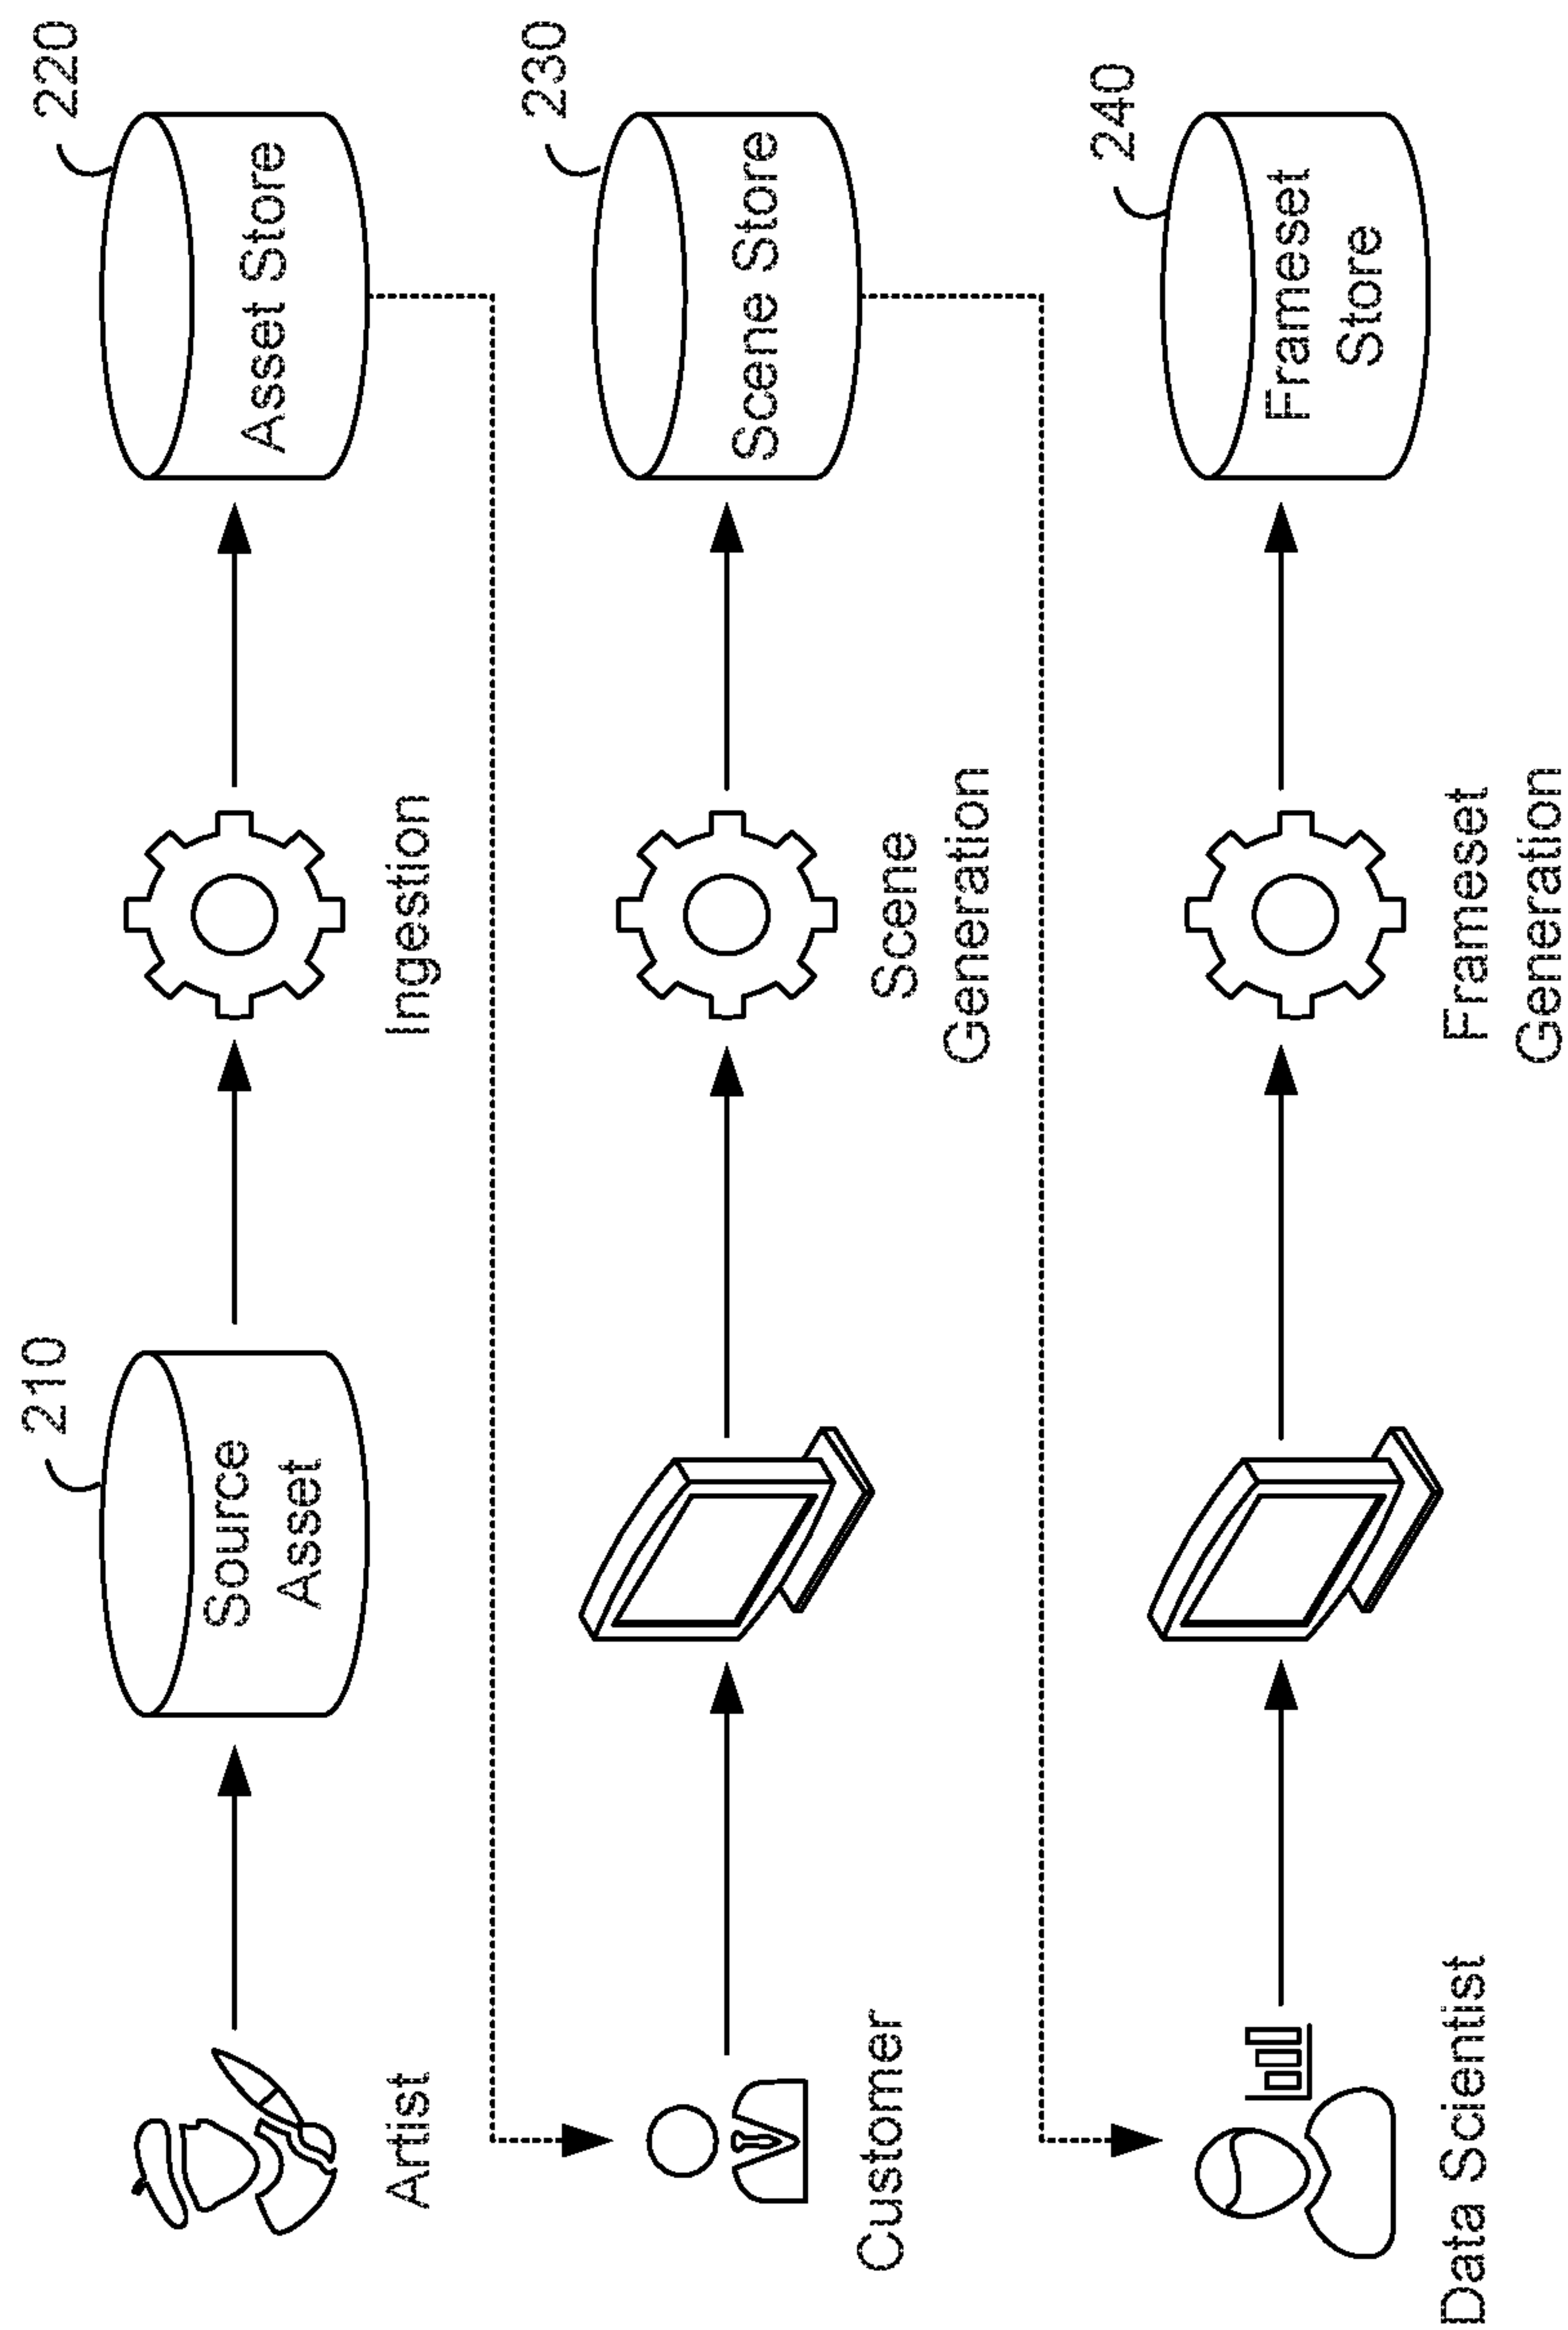 210
220
Source
Asset
Asset Store
Artist
Ingestion
230
Scene Store
Customer
Scene
Generation
240
Frameset
Store
Data Scientist
Frameset
Generation